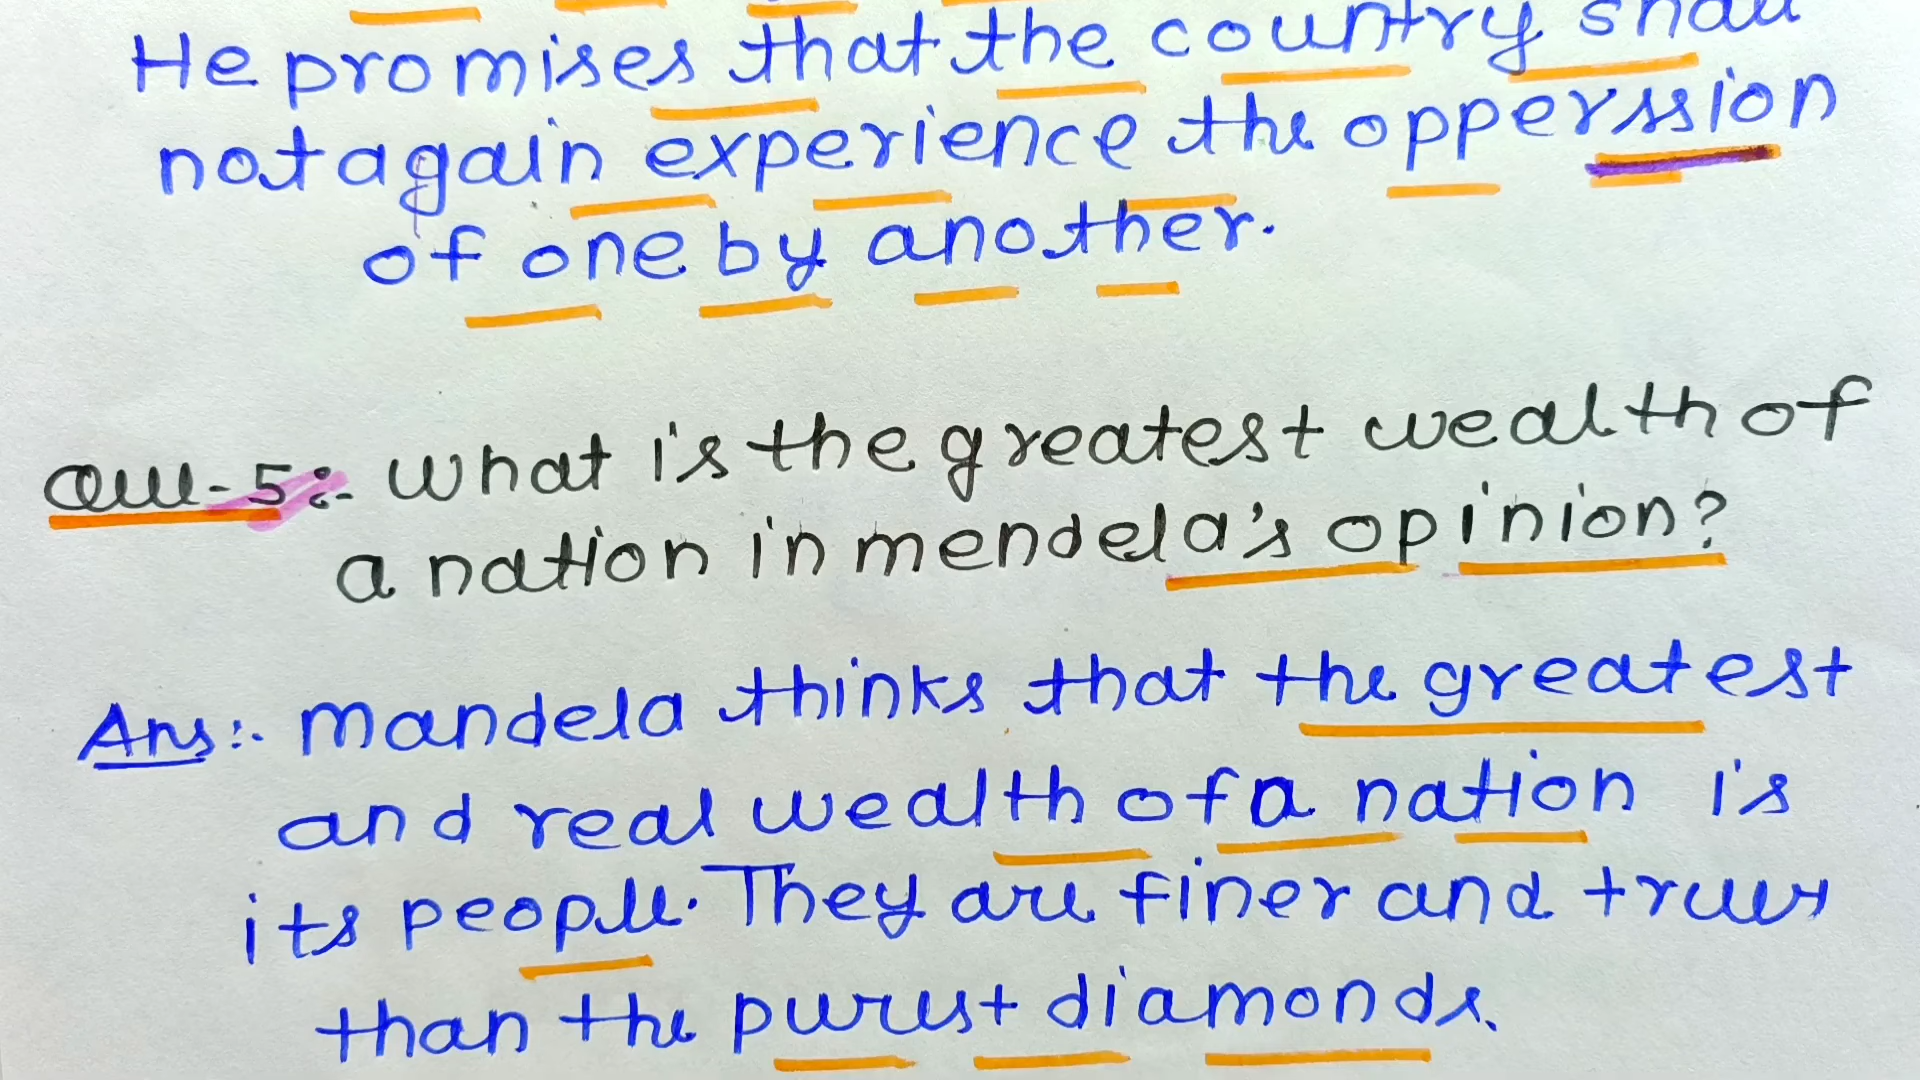 He promises that the country shall
not again experience the opperssion
of one by another.
Que-5:- What is the greatest wealth of
a nation in mendela's opinion?
Ans:- Mandela thinks that the greatest
and real wealth of a nation is
its people. They are finer and truer
than the purest diamonds.